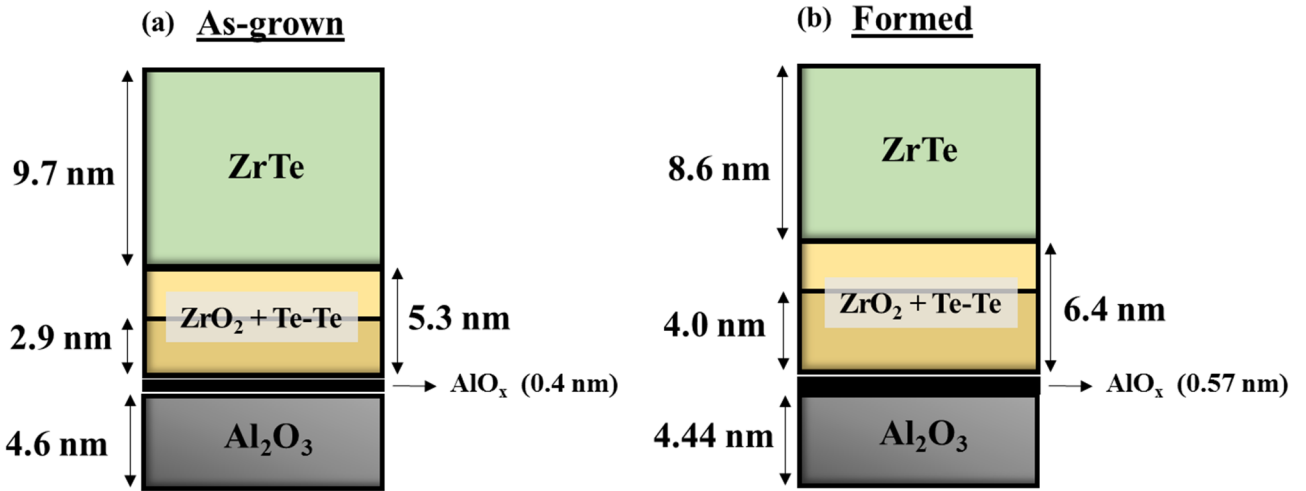 (a) As-grown
9.7 nm
ZrTe
ZrO₂ + Te-Te
5.3 nm
2.9 nm
AlOₓ (0.4 nm)
4.6 nm
Al₂O₃
(b) Formed
8.6 nm
ZrTe
ZrO₂ + Te-Te
6.4 nm
4.0 nm
AlOₓ (0.57 nm)
4.44 nm
Al₂O₃